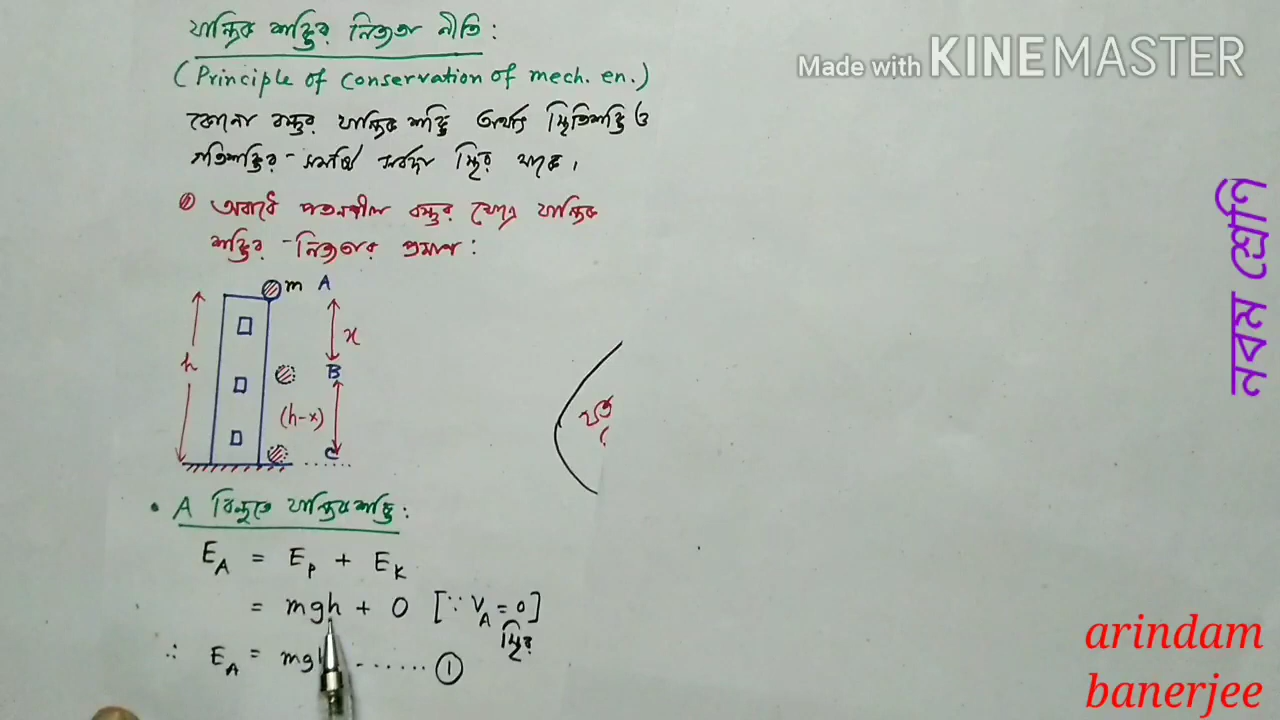 যান্ত্রিক শক্তির নিত্যতা নীতি :
(Principle of conservation of mech. en.)
কোনো বস্তুর যান্ত্রিক শক্তি অর্থাৎ স্থিতিশক্তি ও
গতিশক্তির সমষ্টি সর্বদা স্থির থাকে।
অবাধে পতনশীল বস্তুর ক্ষেত্রে যান্ত্রিক
শক্তির নিত্যতার প্রমাণ :
m A
x
h
B
(h-x)
C
• A বিন্দুতে যান্ত্রিক শক্তি :
E_A = E_P + E_K
= mgh + 0 [∵ V_A = 0]
স্থির
∴ E_A = mgh ....... ①
Made with KINEMASTER
নবম শ্রেণি
arindam
banerjee